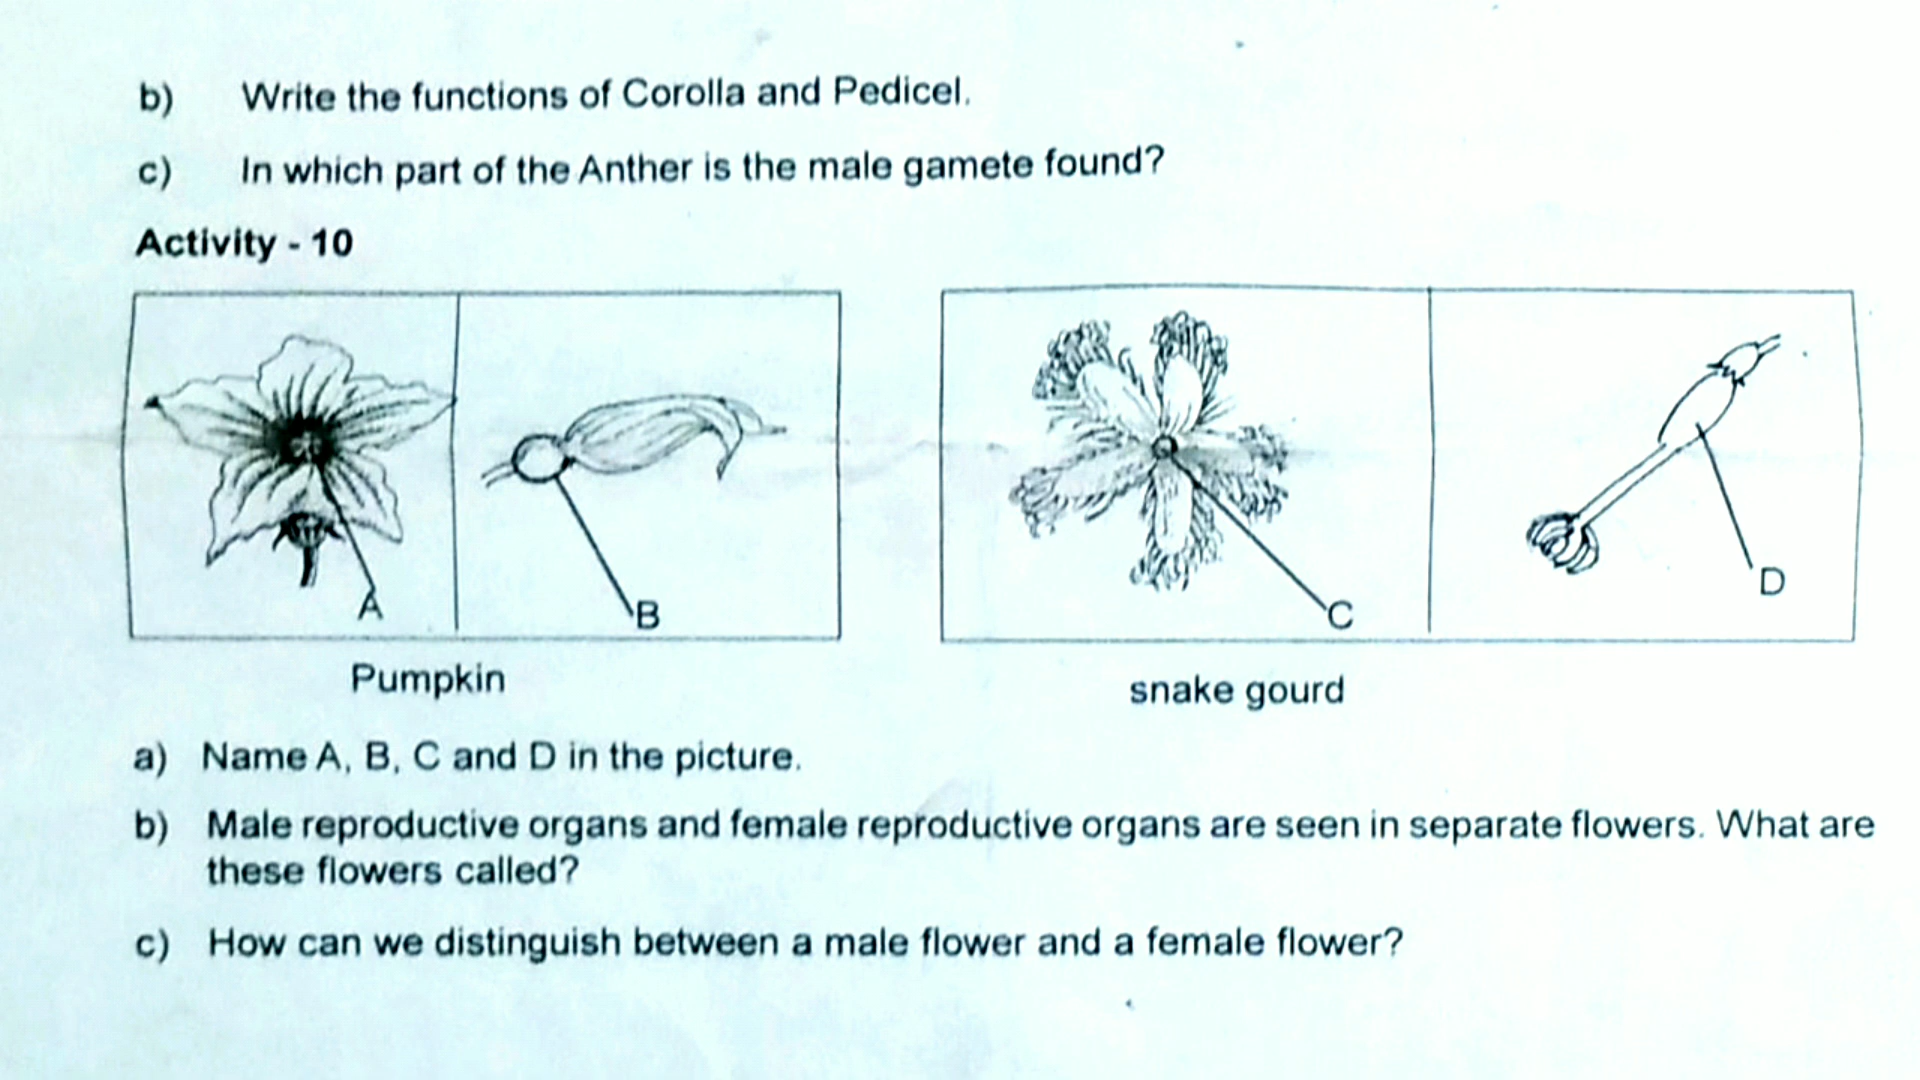 b) Write the functions of Corolla and Pedicel.
c) In which part of the Anther is the male gamete found?
Activity - 10
A
B
C
D
Pumpkin
snake gourd
a) Name A, B, C and D in the picture.
b) Male reproductive organs and female reproductive organs are seen in separate flowers. What are
these flowers called?
c) How can we distinguish between a male flower and a female flower?